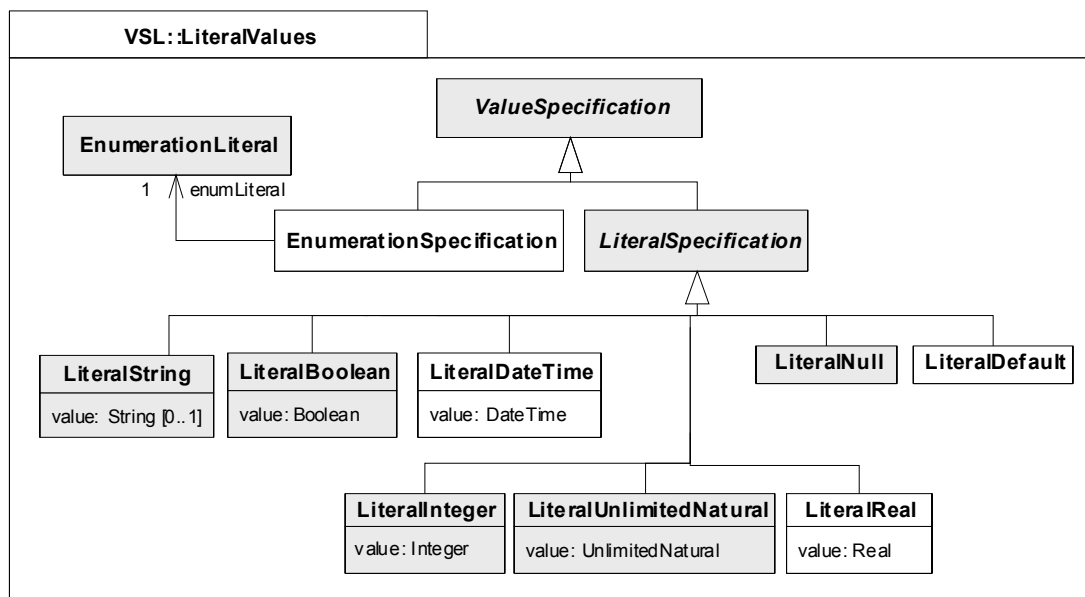 VSL::LiteralValues
ValueSpecification
EnumerationLiteral
1 enumLiteral
EnumerationSpecification
LiteralSpecification
LiteralString
value: String [0..1]
LiteralBoolean
value: Boolean
LiteralDateTime
value: DateTime
LiteralNull
LiteralDefault
LiteralInteger
value: Integer
LiteralUnlimitedNatural
value: UnlimitedNatural
LiteralReal
value: Real